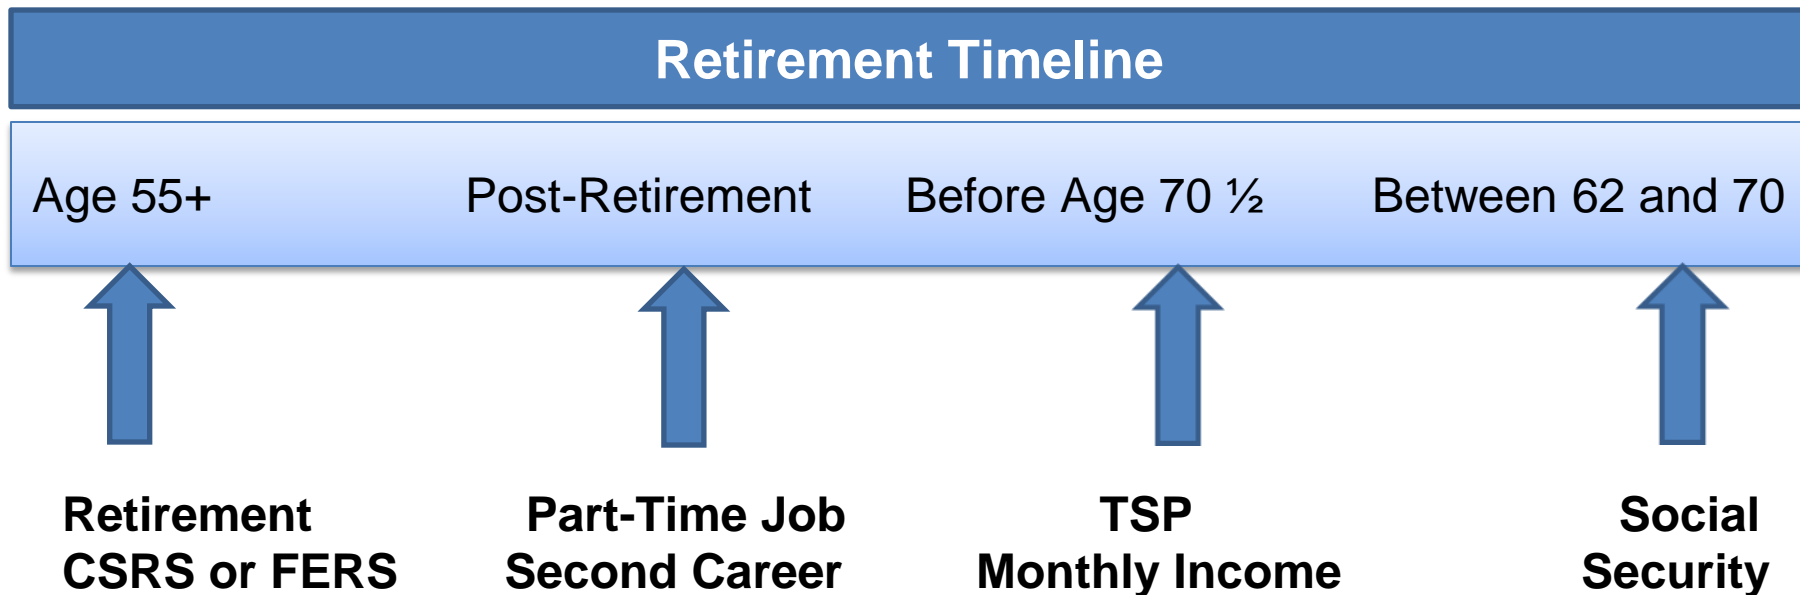 Retirement Timeline
Age 55+
Post-Retirement
Before Age 70 ½
Between 62 and 70
Retirement
CSRS or FERS
Part-Time Job
Second Career
TSP
Monthly Income
Social
Security